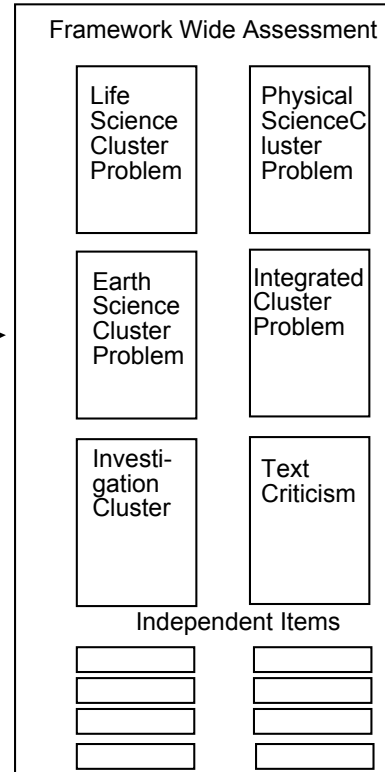 Framework Wide Assessment
Life
Science
Cluster
Problem
Physical
ScienceC
luster
Problem
Earth
Science
Cluster
Problem
Integrated
Cluster
Problem
Investi-
gation
Cluster
Text
Criticism
Independent Items